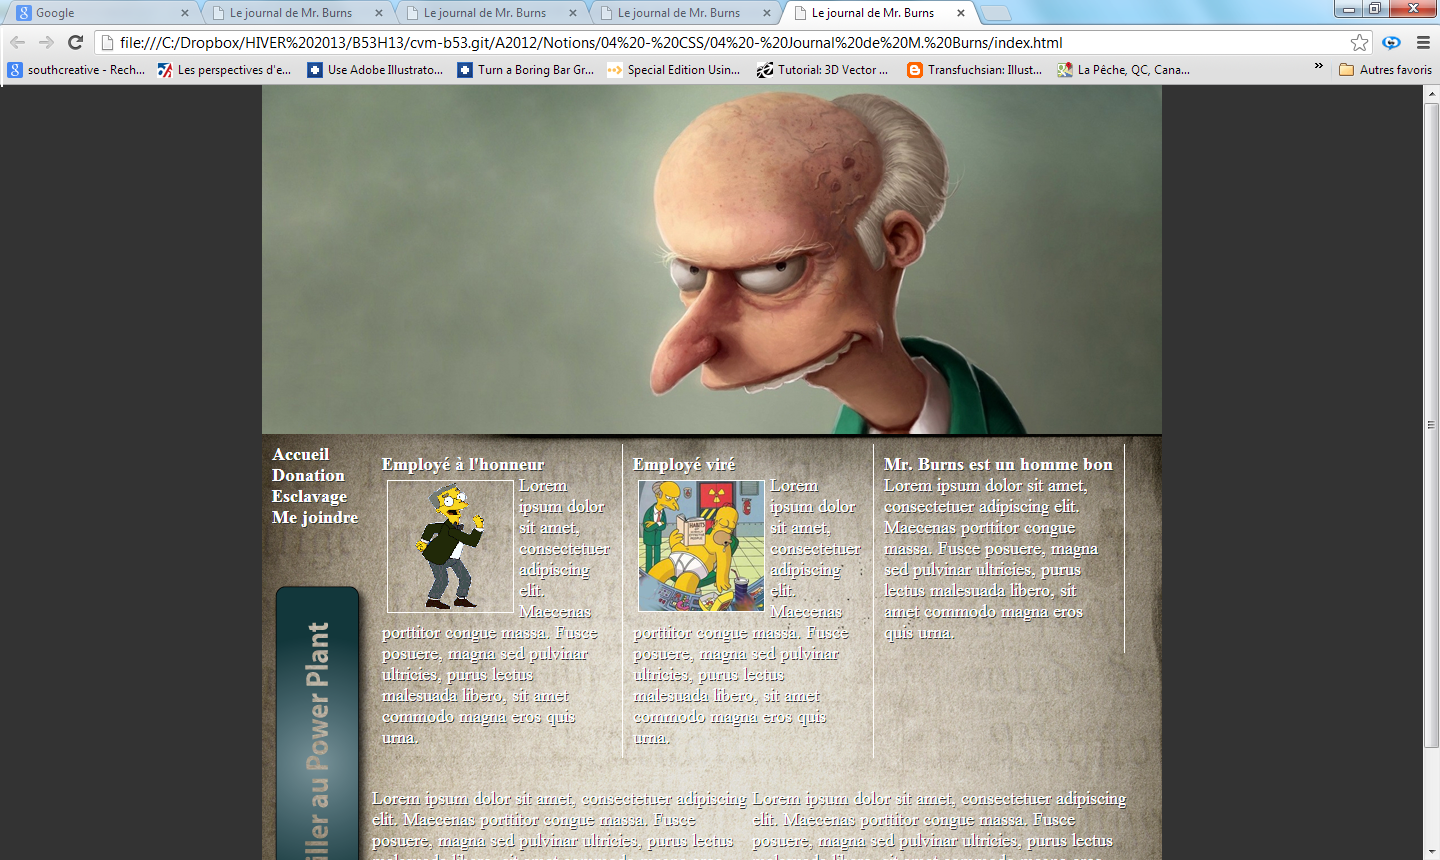 Google
Le journal de Mr. Burns
Le journal de Mr. Burns
Le journal de Mr. Burns
Le journal de Mr. Burns
file:///C:/Dropbox/HIVER%202013/B53H13/cvm-b53.git/A2012/Notions/04%20-%20CSS/04%20-%20Journal%20de%20M.%20Burns/index.html
southcreative - Rech...
Les perspectives d'e...
Use Adobe Illustrato...
Turn a Boring Bar Gr...
Special Edition Usin...
Tutorial: 3D Vector ...
Transfuchsian: Illust...
La Pêche, QC, Cana...
»
Autres favoris
Accueil
Donation
Esclavage
Me joindre
iller au Power Plant
Employé à l'honneur
Lorem
ipsum dolor
sit amet,
consectetuer
adipiscing
elit.
Maecenas
porttitor congue massa. Fusce
posuere, magna sed pulvinar
ultricies, purus lectus
malesuada libero, sit amet
commodo magna eros quis
urna.
Employé viré
HABITS
Lorem
ipsum dolor
sit amet,
consectetuer
adipiscing
elit.
Maecenas
porttitor congue massa. Fusce
posuere, magna sed pulvinar
ultricies, purus lectus
malesuada libero, sit amet
commodo magna eros quis
urna.
Mr. Burns est un homme bon
Lorem ipsum dolor sit amet,
consectetuer adipiscing elit.
Maecenas porttitor congue
massa. Fusce posuere, magna
sed pulvinar ultricies, purus
lectus malesuada libero, sit
amet commodo magna eros
quis urna.
Lorem ipsum dolor sit amet, consectetuer adipiscing
elit. Maecenas porttitor congue massa. Fusce
posuere, magna sed pulvinar ultricies, purus lectus
Lorem ipsum dolor sit amet, consectetuer adipiscing
elit. Maecenas porttitor congue massa. Fusce
posuere, magna sed pulvinar ultricies, purus lectus